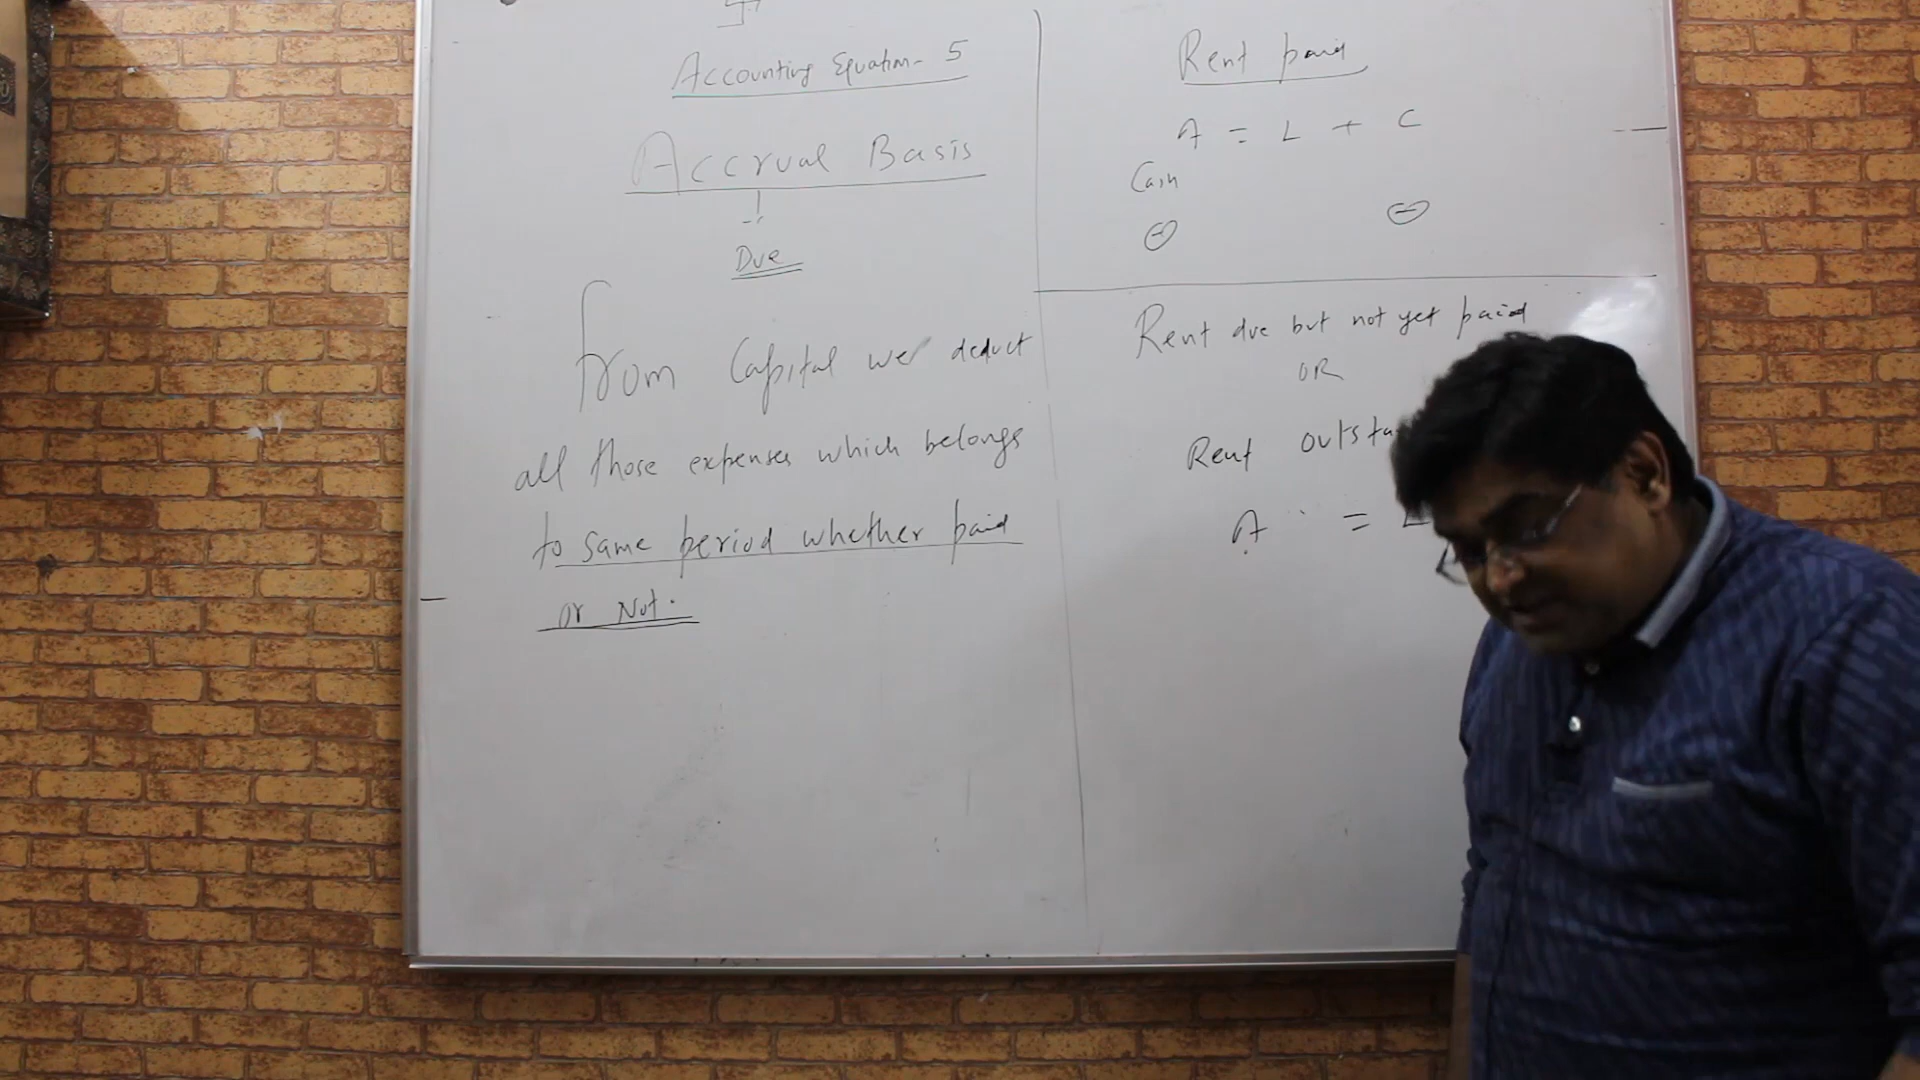 Accounting Equation - 5
Accrual Basis
Due
From Capital we deduct
all those expenses which belongs
to same period whether paid
or Not.
Rent paid
A = L + C
Cash
⊖ ⊖
Rent due but not yet paid
OR
Rent
A = L